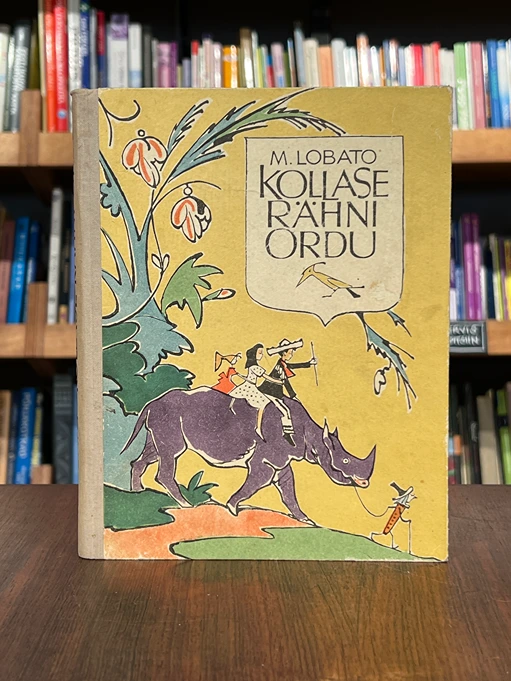 M. LOBATO
KOLLASE
RÄHNI
ORDU